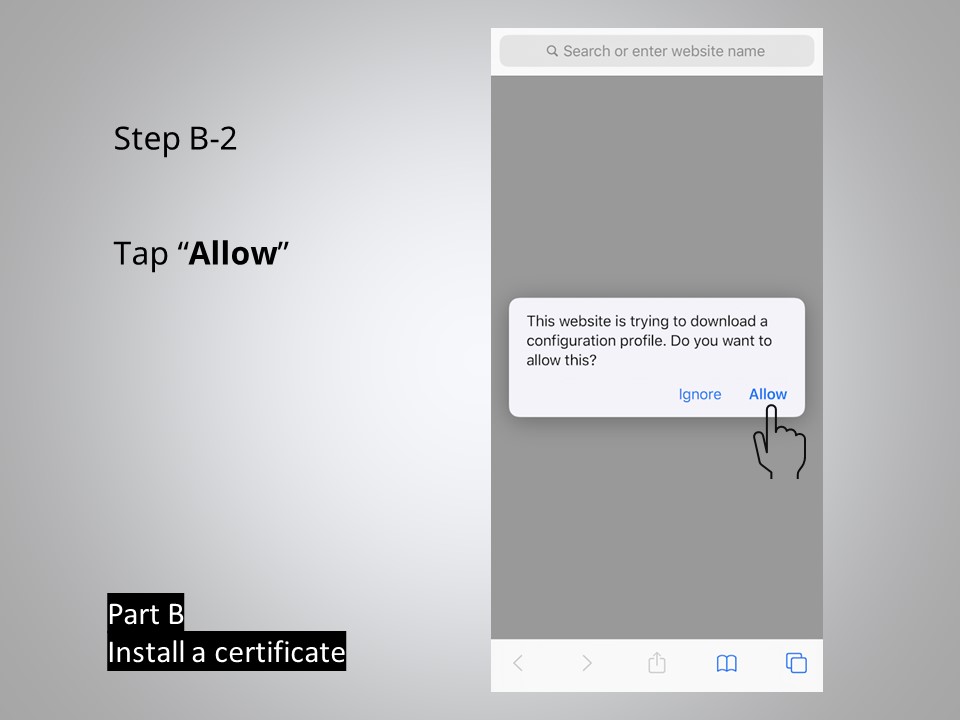 Step B-2
Tap “Allow”
Part B
Install a certificate
Search or enter website name
This website is trying to download a
configuration profile. Do you want to
allow this?
Ignore Allow